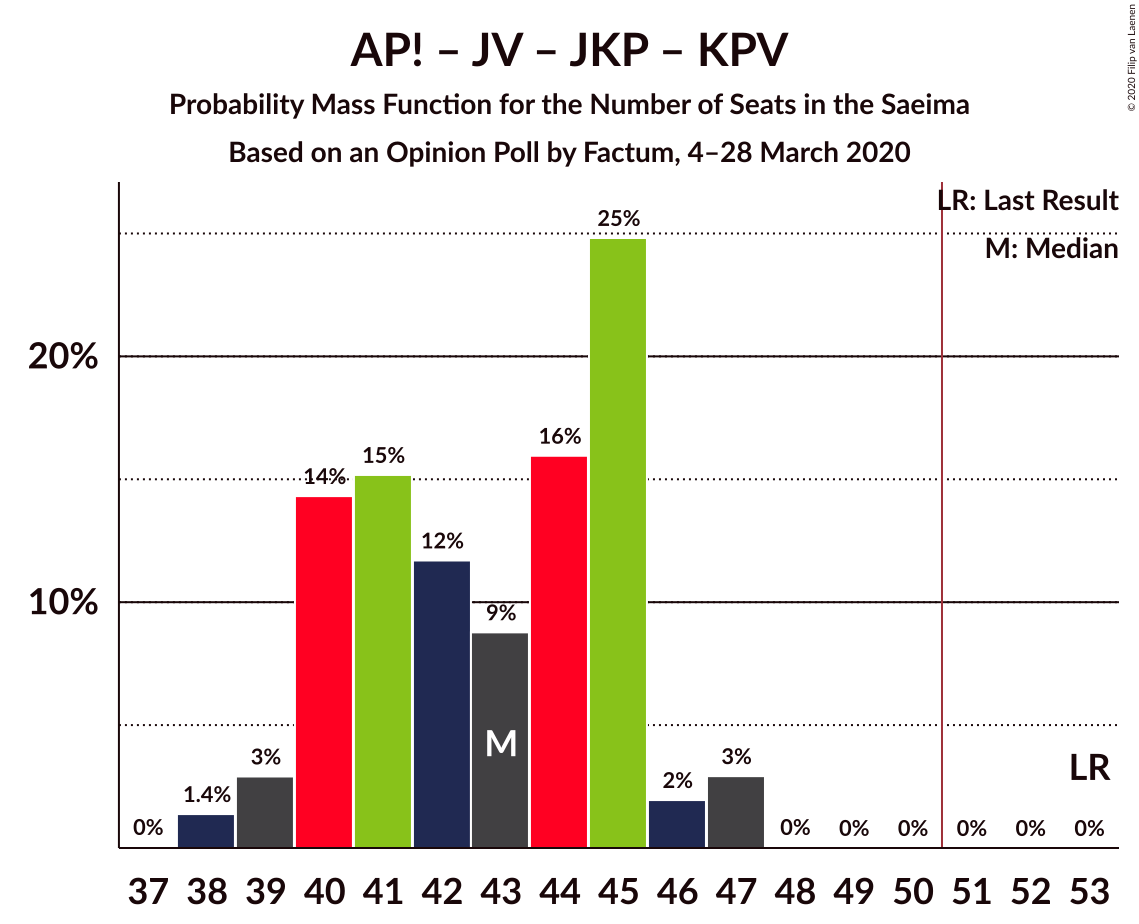 AP! – JV – JKP – KPV
Probability Mass Function for the Number of Seats in the Saeima
Based on an Opinion Poll by Factum, 4–28 March 2020
© 2020 Filip van Laenen
LR: Last Result
M: Median
20%
10%
0%
1.4%
3%
14%
15%
12%
9%
16%
25%
2%
3%
0%
0%
0%
0%
0%
0%
M
LR
37 38 39 40 41 42 43 44 45 46 47 48 49 50 51 52 53